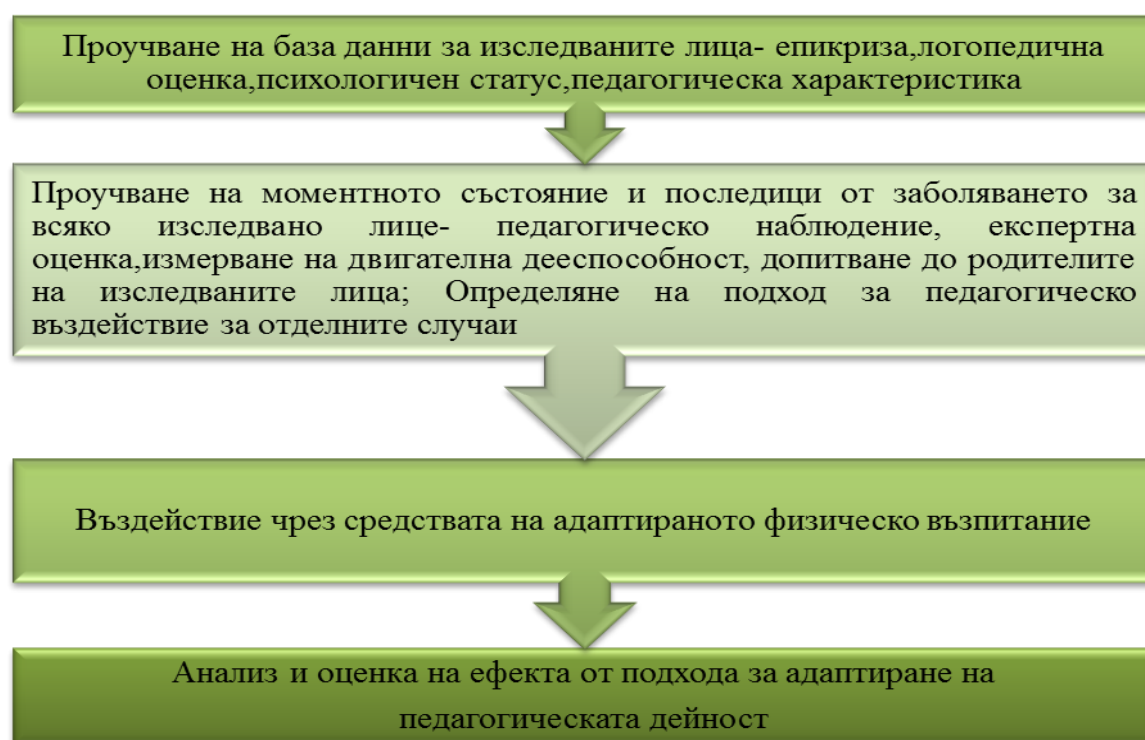 Проучване на база данни за изследваните лица- епикриза,логопедична
оценка,психологичен статус,педагогическа характеристика
Проучване на моментното състояние и последици от заболяването за
всяко изследвано лице- педагогическо наблюдение, експертна
оценка,измерване на двигателна дееспособност, допитване до родителите
на изследваните лица; Определяне на подход за педагогическо
въздействие за отделните случаи
Въздействие чрез средствата на адаптираното физическо възпитание
Анализ и оценка на ефекта от подхода за адаптиране на
педагогическата дейност